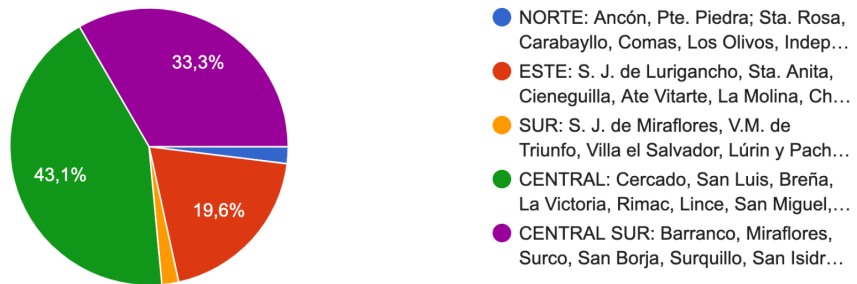 33,3%
43,1%
19,6%
NORTE: Ancón, Pte. Piedra; Sta. Rosa,
Carabayllo, Comas, Los Olivos, Indep…
ESTE: S. J. de Lurigancho, Sta. Anita,
Cieneguilla, Ate Vitarte, La Molina, Ch…
SUR: S. J. de Miraflores, V.M. de
Triunfo, Villa el Salvador, Lúrin y Pach…
CENTRAL: Cercado, San Luis, Breña,
La Victoria, Rimac, Lince, San Miguel,…
CENTRAL SUR: Barranco, Miraflores,
Surco, San Borja, Surquillo, San Isidr…